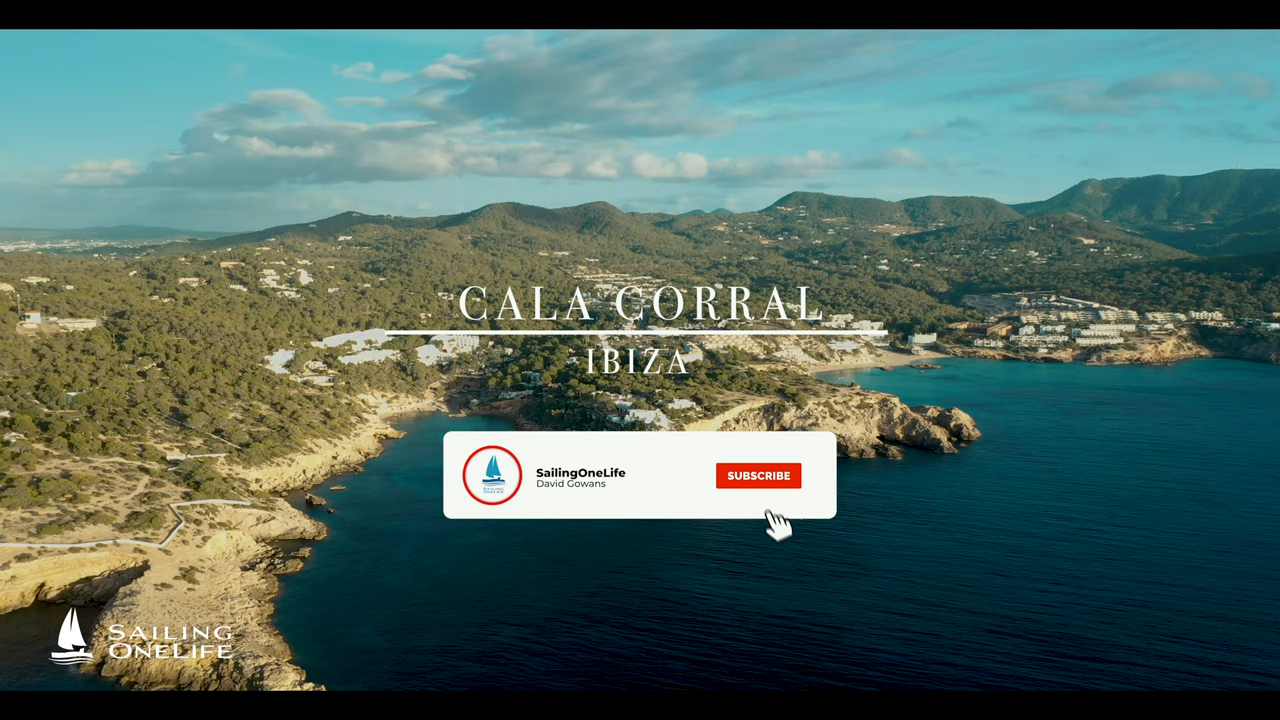 CALA CORRAL
IBIZA
SailingOneLife
David Gowans
SUBSCRIBE
SAILING
ONELIFE